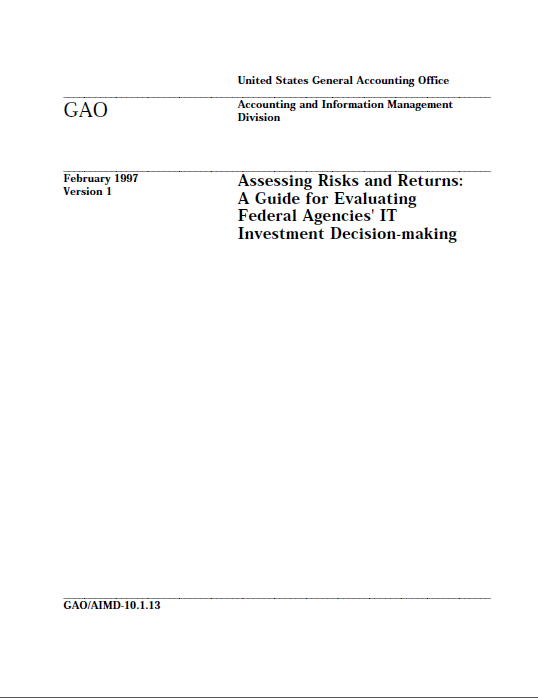 United States General Accounting Office
GAO
Accounting and Information Management
Division
February 1997
Version 1
Assessing Risks and Returns:
A Guide for Evaluating
Federal Agencies' IT
Investment Decision-making
GAO/AIMD-10.1.13